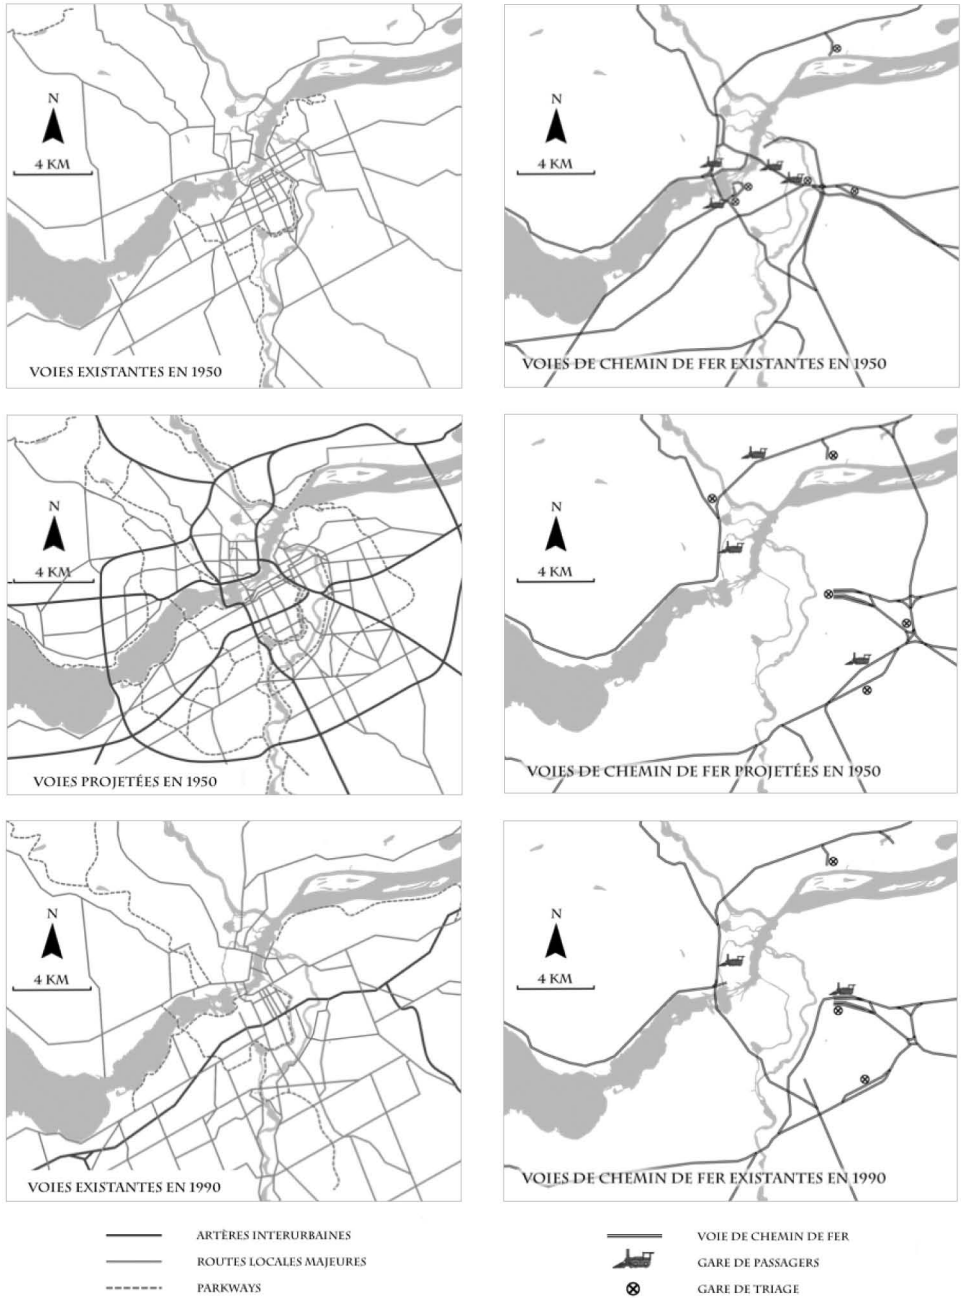 N
4 KM
VOIES EXISTANTES EN 1950
4 KM
VOIES DE CHEMIN DE FER EXISTANTES EN 1950
N
4 KM
VOIES PROJETÉES EN 1950
N
4 KM
VOIES DE CHEMIN DE FER PROJETÉES EN 1950
N
4 KM
VOIES EXISTANTES EN 1990
N
4 KM
VOIES DE CHEMIN DE FER EXISTANTES EN 1990
N
ARTÈRES INTERURBAINES
ROUTES LOCALES MAJEURES
PARKWAYS
VOIE DE CHEMIN DE FER
GARE DE PASSAGERS
GARE DE TRIAGE